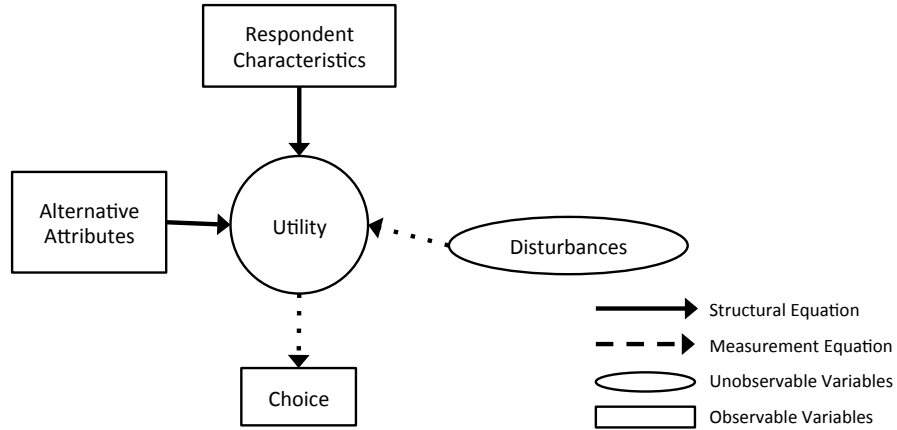 Respondent
Characteristics
Alternative
Attributes
Utility
Disturbances
Choice
Structural Equation
Measurement Equation
Unobservable Variables
Observable Variables